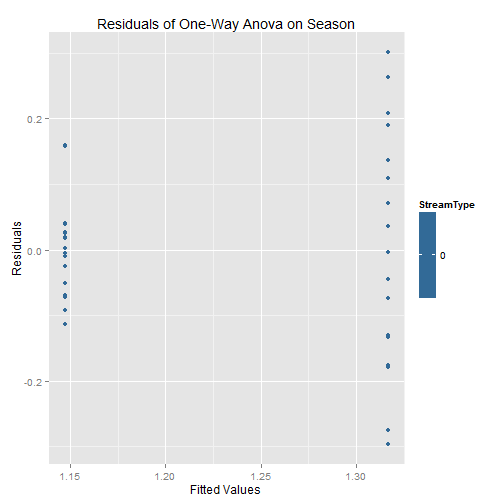 Residuals of One-Way Anova on Season
0.2
0.0
-0.2
Residuals
1.15
1.20
1.25
1.30
Fitted Values
StreamType
0